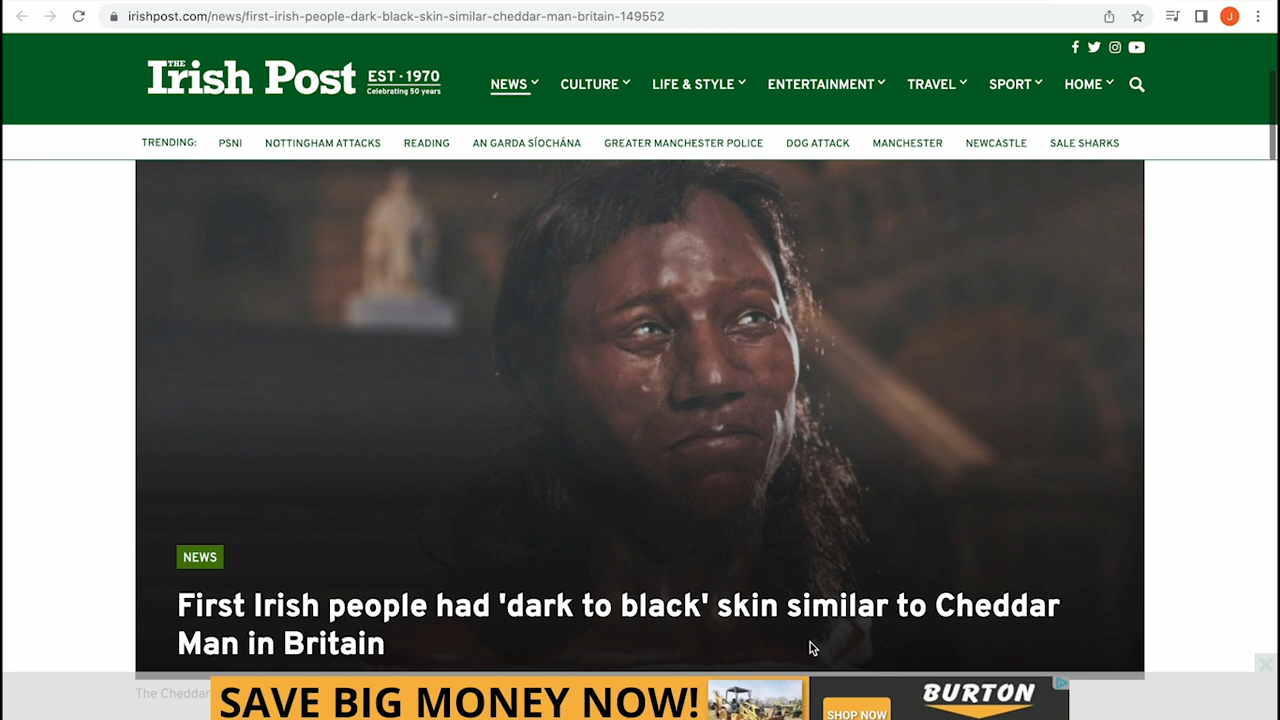 irishpost.com/news/first-irish-people-dark-black-skin-similar-cheddar-man-britain-149552
J
THE
Irish Post
EST · 1970
Celebrating 50 years
NEWS CULTURE LIFE & STYLE ENTERTAINMENT TRAVEL SPORT HOME
TRENDING: PSNI NOTTINGHAM ATTACKS READING AN GARDA SÍOCHÁNA GREATER MANCHESTER POLICE DOG ATTACK MANCHESTER NEWCASTLE SALE SHARKS
NEWS
First Irish people had 'dark to black' skin similar to Cheddar
Man in Britain
The Cheddar
SAVE BIG MONEY NOW!
SHOP NOW
BURTON